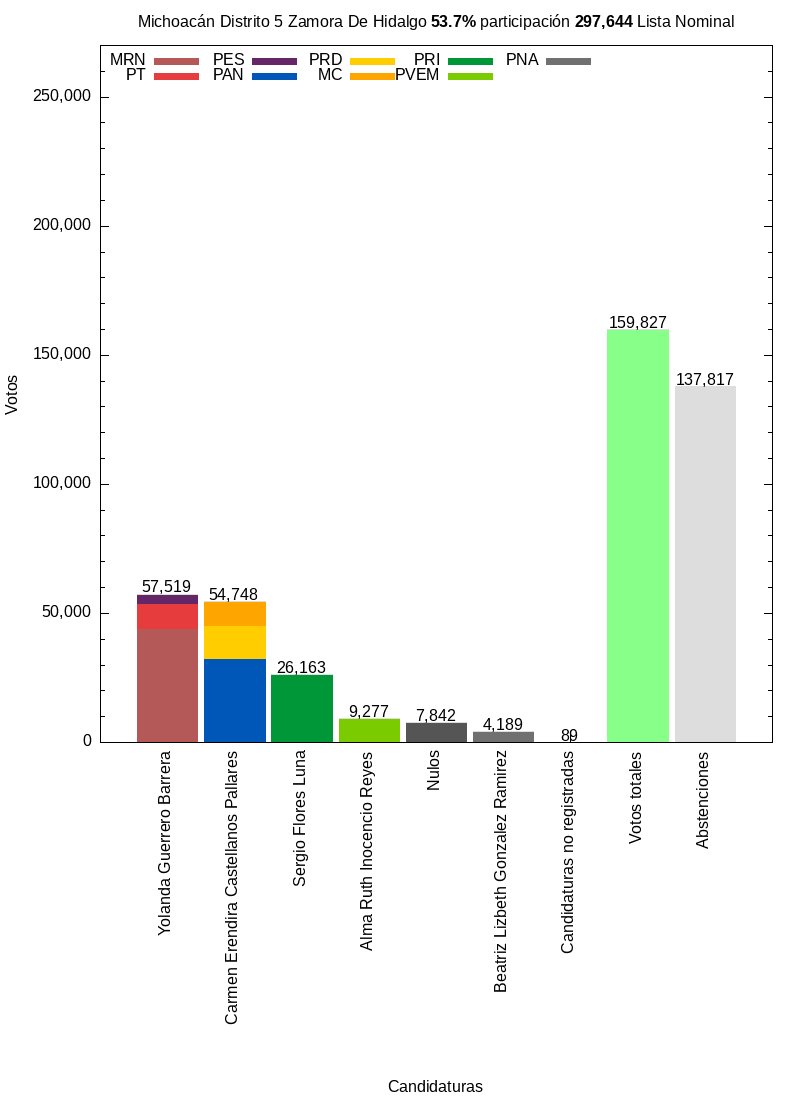 Michoacán Distrito 5 Zamora De Hidalgo 53.7% participación 297,644 Lista Nominal
MRN PES PRD PRI PNA
PT PAN MC PVEM
250,000
200,000
150,000
100,000
50,000
0
Votos
57,519
54,748
26,163
9,277
7,842
4,189
89
159,827
137,817
Yolanda Guerrero Barrera
Carmen Erendira Castellanos Pallares
Sergio Flores Luna
Alma Ruth Inocencio Reyes
Nulos
Beatriz Lizbeth Gonzalez Ramirez
Candidaturas no registradas
Votos totales
Abstenciones
Candidaturas